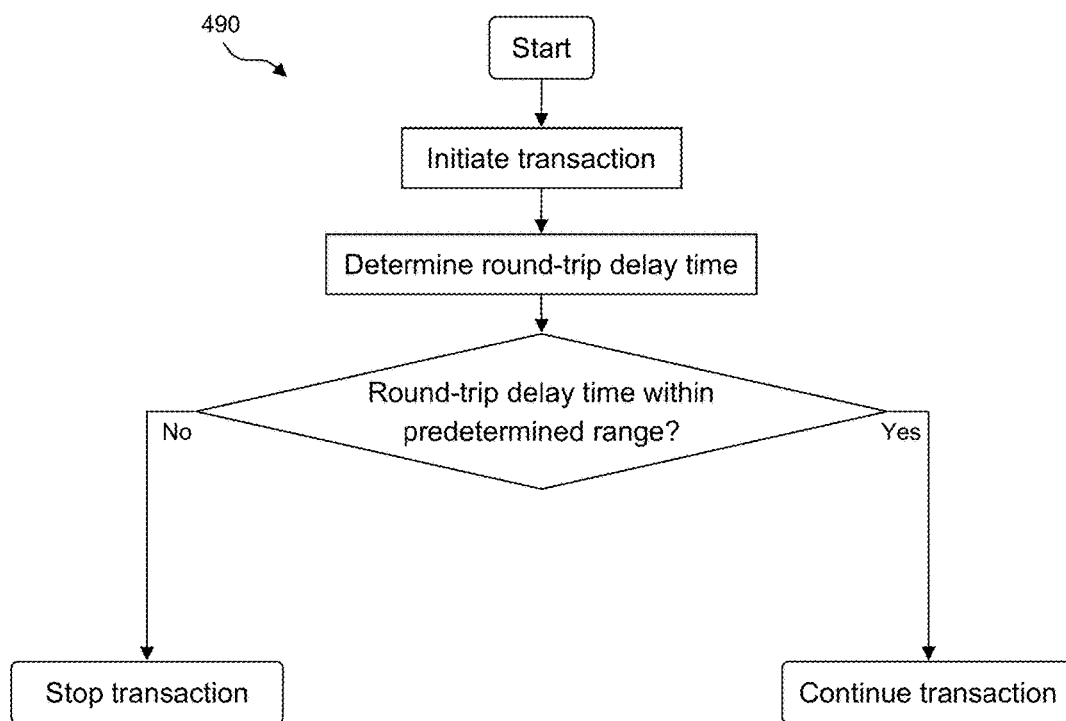 490
Start
Initiate transaction
Determine round-trip delay time
Round-trip delay time within
predetermined range?
No
Yes
Stop transaction
Continue transaction